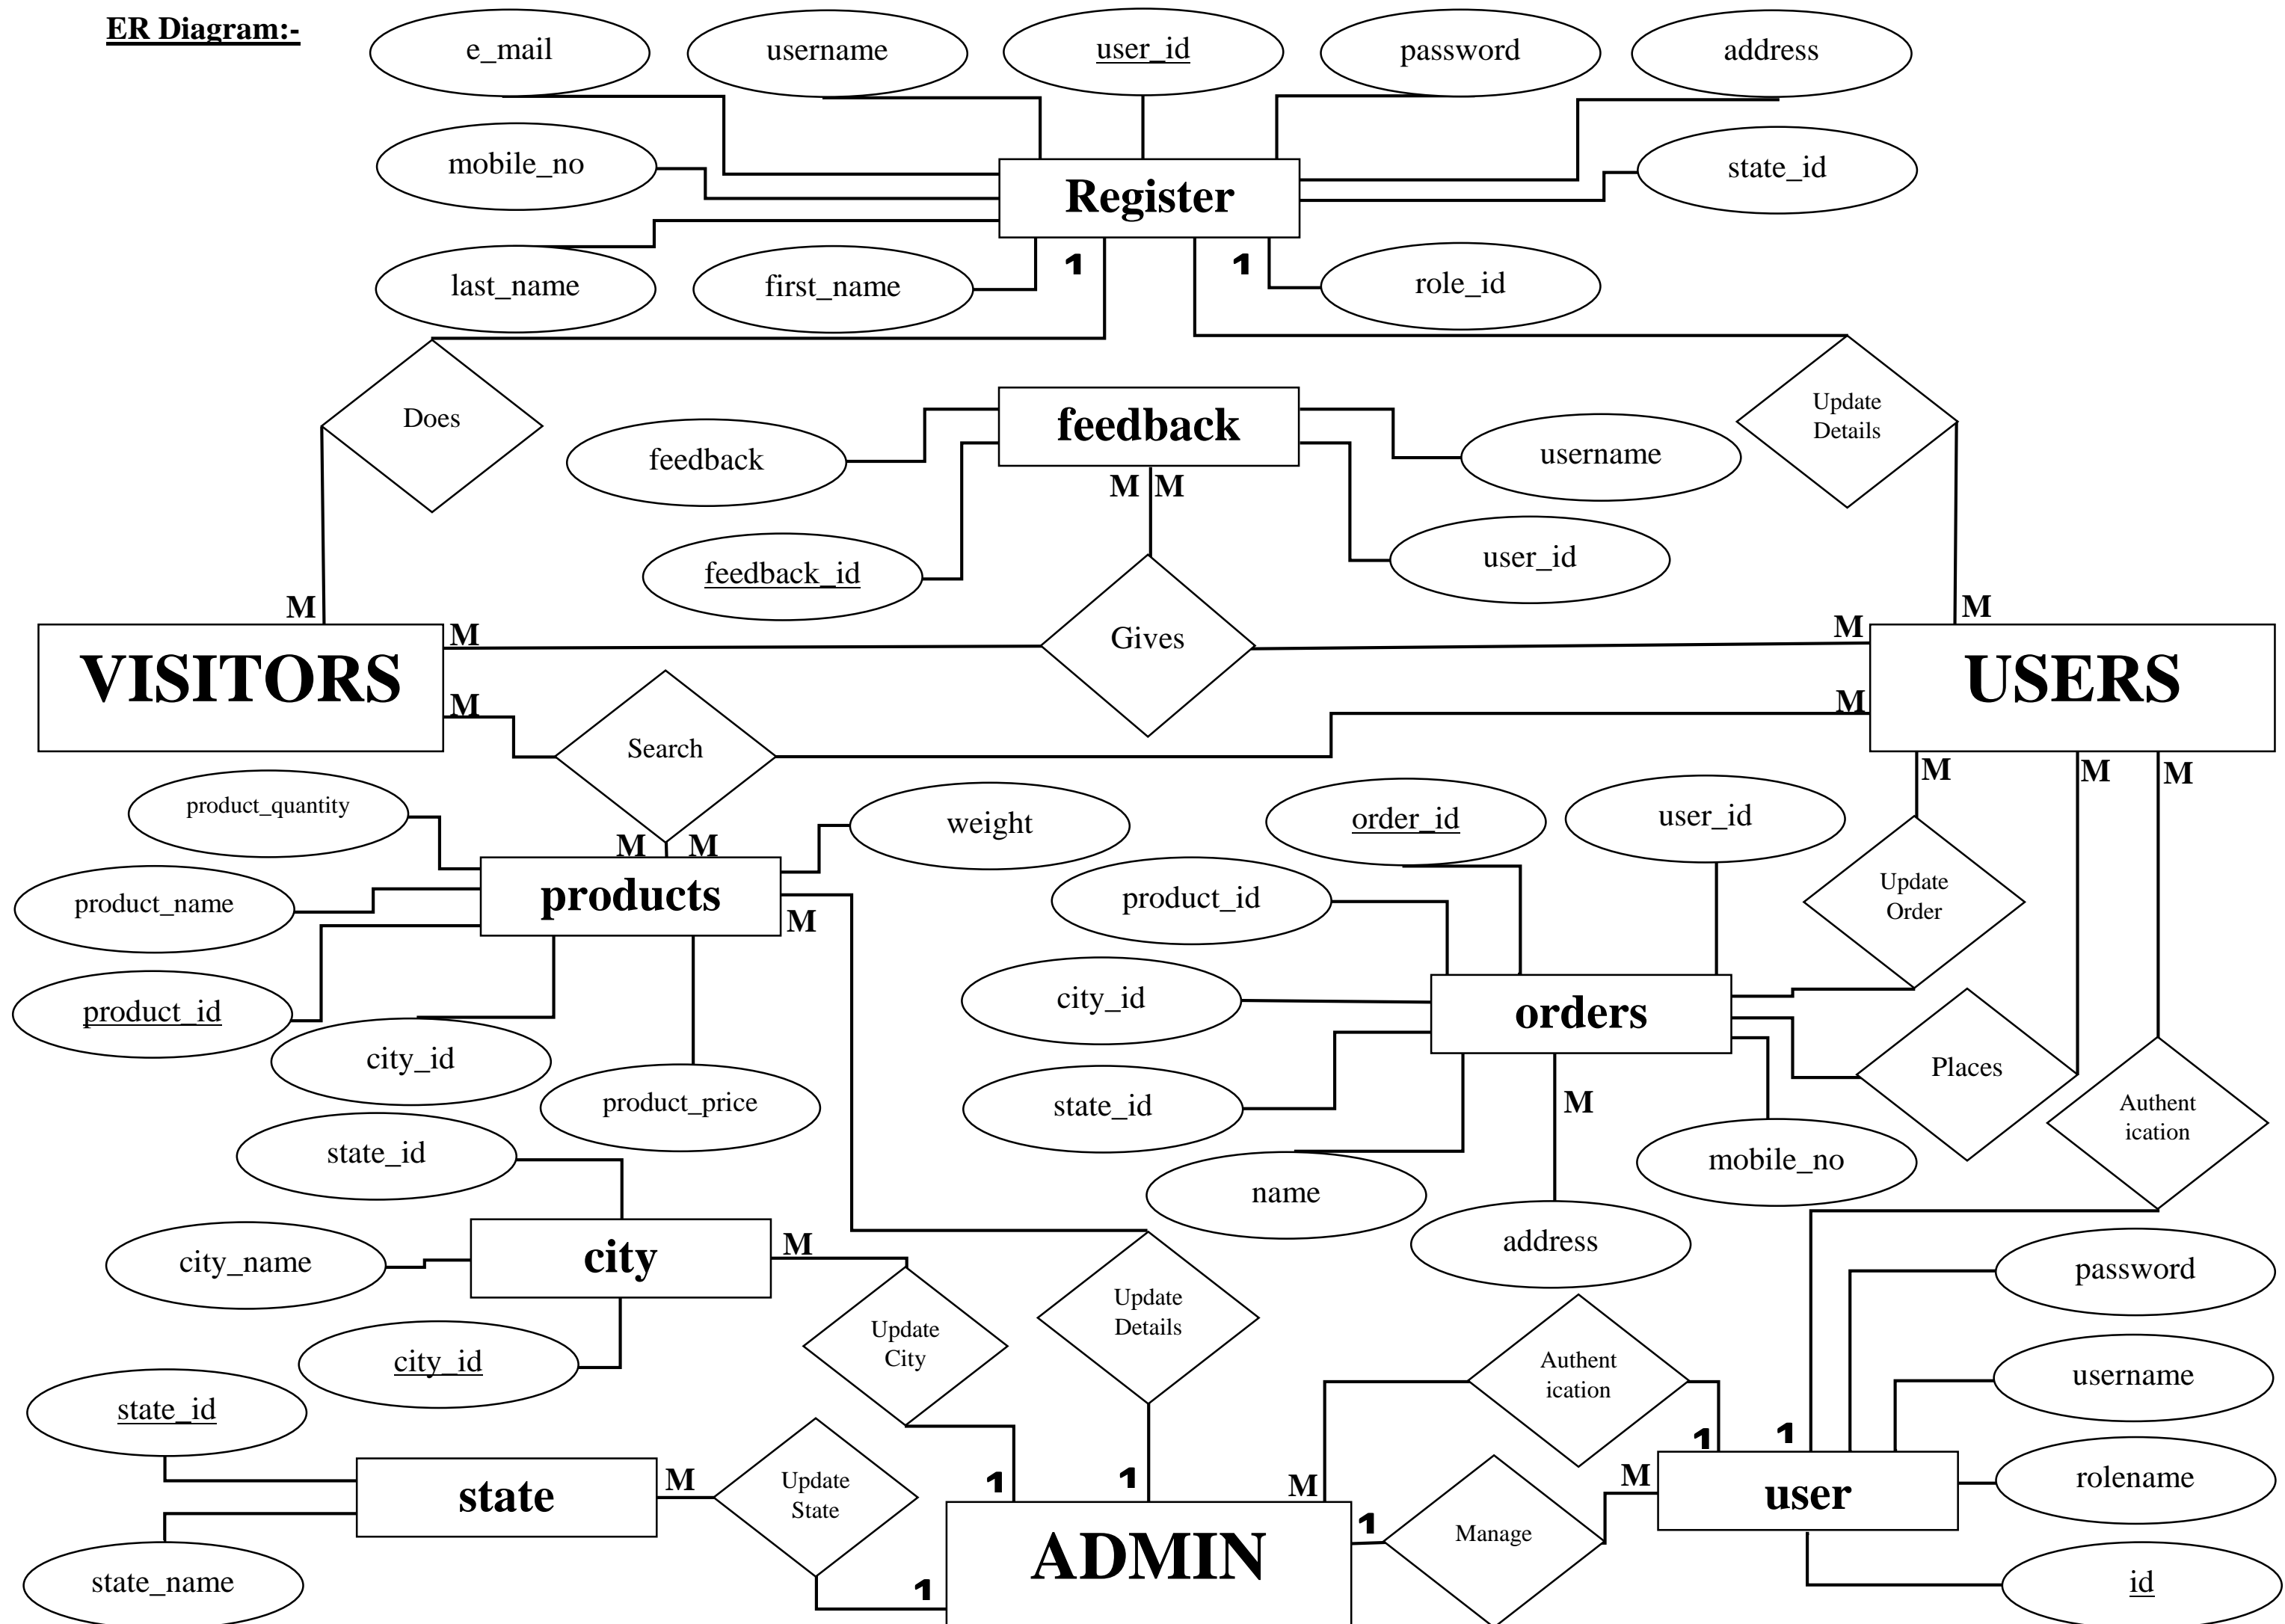 ER Diagram:-
e_mail
username
user_id
password
address
mobile_no
state_id
Register
last_name
first_name
1
1
role_id
Does
Update
Details
feedback
feedback
username
M M
feedback_id
user_id
M
M
VISITORS
M
Gives
M
USERS
M
Search
M
M
M
M
product_quantity
weight
order_id
user_id
M
M
products
product_name
M
product_id
Update
Order
product_id
city_id
orders
city_id
product_price
state_id
M
Places
Authent
ication
state_id
name
address
mobile_no
city_name
city
M
password
Update
City
Update
Details
city_id
Authent
ication
username
state_id
1
1
state
M
Update
State
1
1
M
M
user
rolename
1
Manage
ADMIN
state_name
1
id